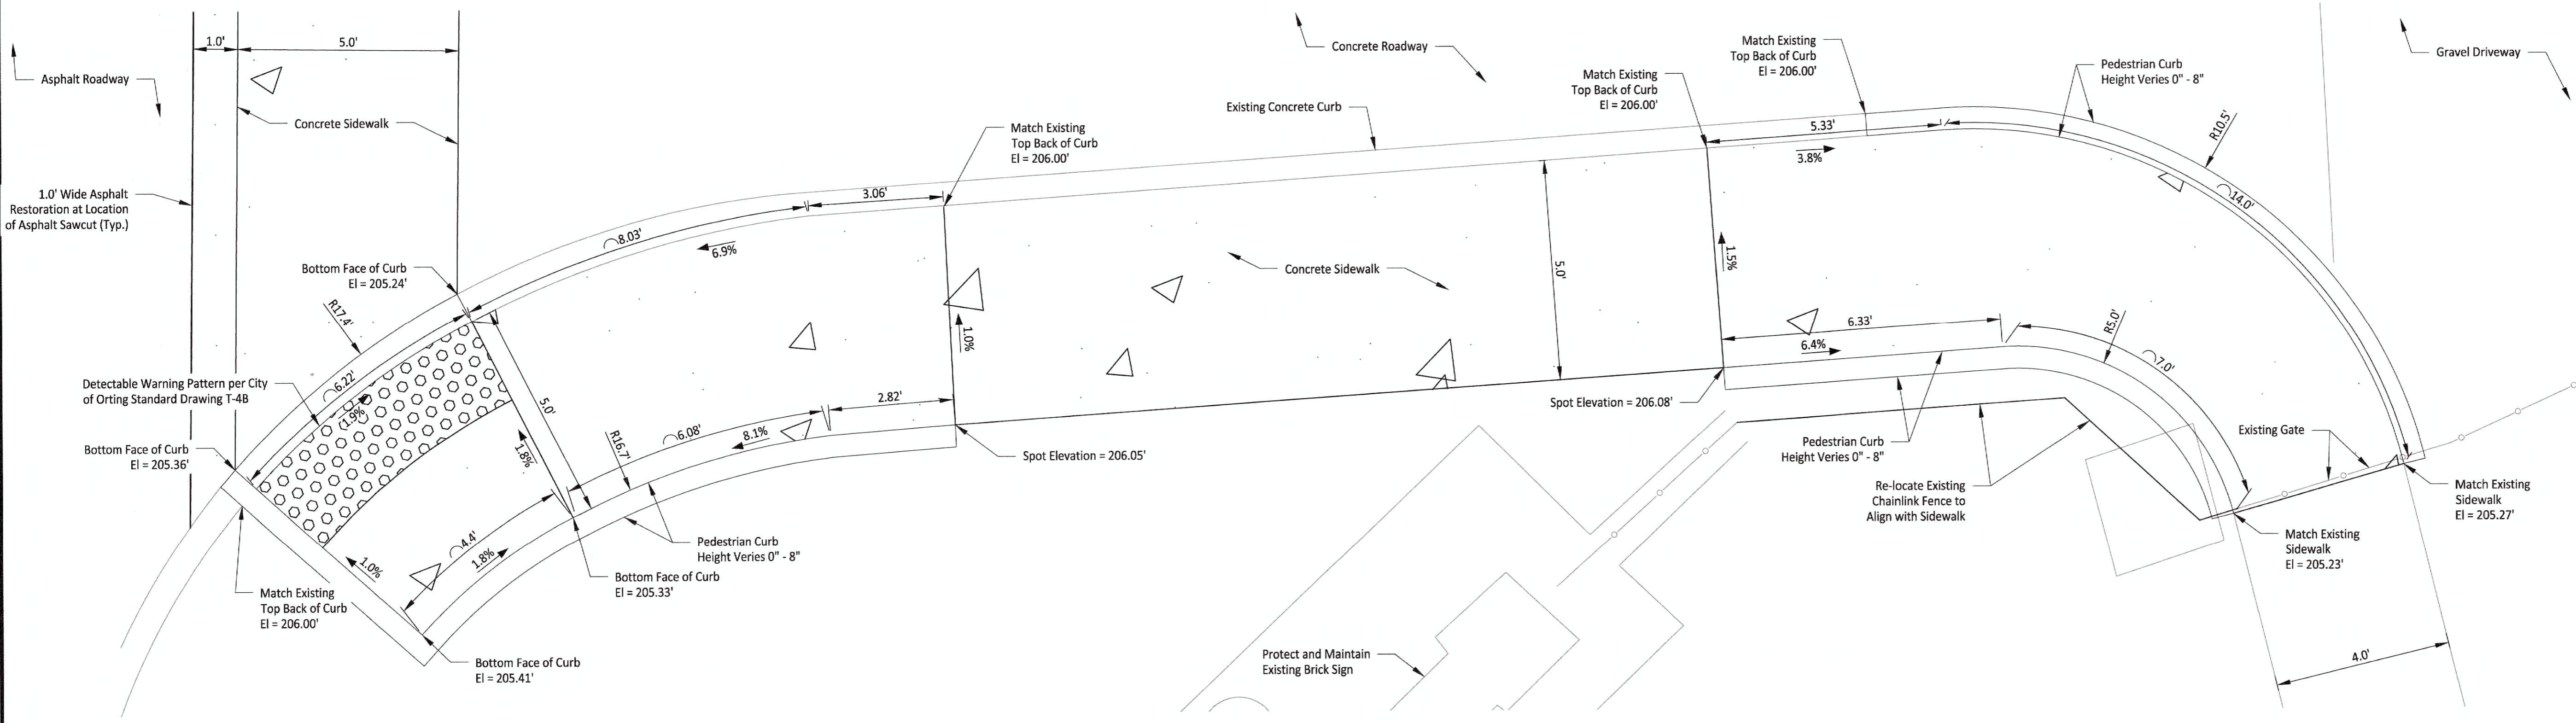 1.0'
5.0'
Asphalt Roadway
Concrete Sidewalk
1.0' Wide Asphalt
Restoration at Location
of Asphalt Sawcut (Typ.)
Bottom Face of Curb
El = 205.24'
R17.4'
Detectable Warning Pattern per City
of Orting Standard Drawing T-4B
6.22'
1.9%
Bottom Face of Curb
El = 205.36'
Match Existing
Top Back of Curb
El = 206.00'
1.0%
4.4'
1.8%
Bottom Face of Curb
El = 205.41'
1.8%
5.0'
8.03'
6.9%
3.06'
Match Existing
Top Back of Curb
El = 206.00'
1.0%
2.82'
6.08'
8.1%
R16.7'
Spot Elevation = 206.05'
Pedestrian Curb
Height Veries 0" - 8"
Bottom Face of Curb
El = 205.33'
Concrete Roadway
Existing Concrete Curb
Concrete Sidewalk
5.0'
Match Existing
Top Back of Curb
El = 206.00'
Match Existing
Top Back of Curb
El = 206.00'
5.33'
3.8%
1.5%
Pedestrian Curb
Height Veries 0" - 8"
R10.5'
14.0'
Gravel Driveway
6.33'
6.4%
R5.0'
7.0'
Spot Elevation = 206.08'
Pedestrian Curb
Height Veries 0" - 8"
Re-locate Existing
Chainlink Fence to
Align with Sidewalk
Existing Gate
Match Existing
Sidewalk
El = 205.27'
Match Existing
Sidewalk
El = 205.23'
4.0'
Protect and Maintain
Existing Brick Sign